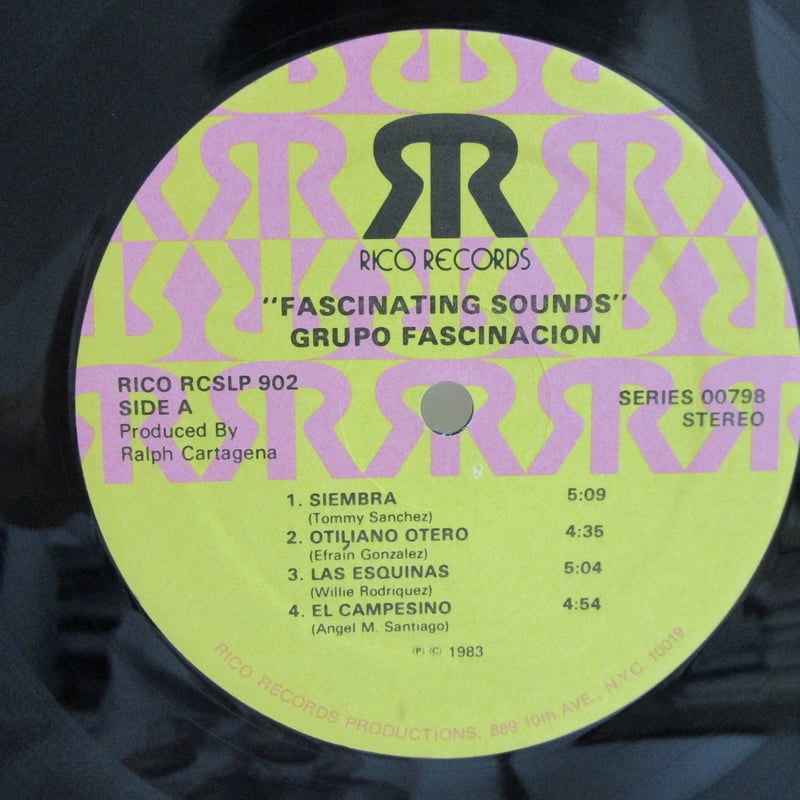 RICO RECORDS
"FASCINATING SOUNDS"
GRUPO FASCINACION
RICO RCSLP 902
SIDE A
Produced By
Ralph Cartagena
SERIES 00798
STEREO
1. SIEMBRA 5:09
(Tommy Sanchez)
2. OTILIANO OTERO 4:35
(Efraín Gonzalez)
3. LAS ESQUINAS 5:04
(Willie Rodriquez)
4. EL CAMPESINO 4:54
(Angel M. Santiago)
Ⓟ © 1983
RICO RECORDS PRODUCTIONS, 889 10th AVE., N.Y.C. 10019